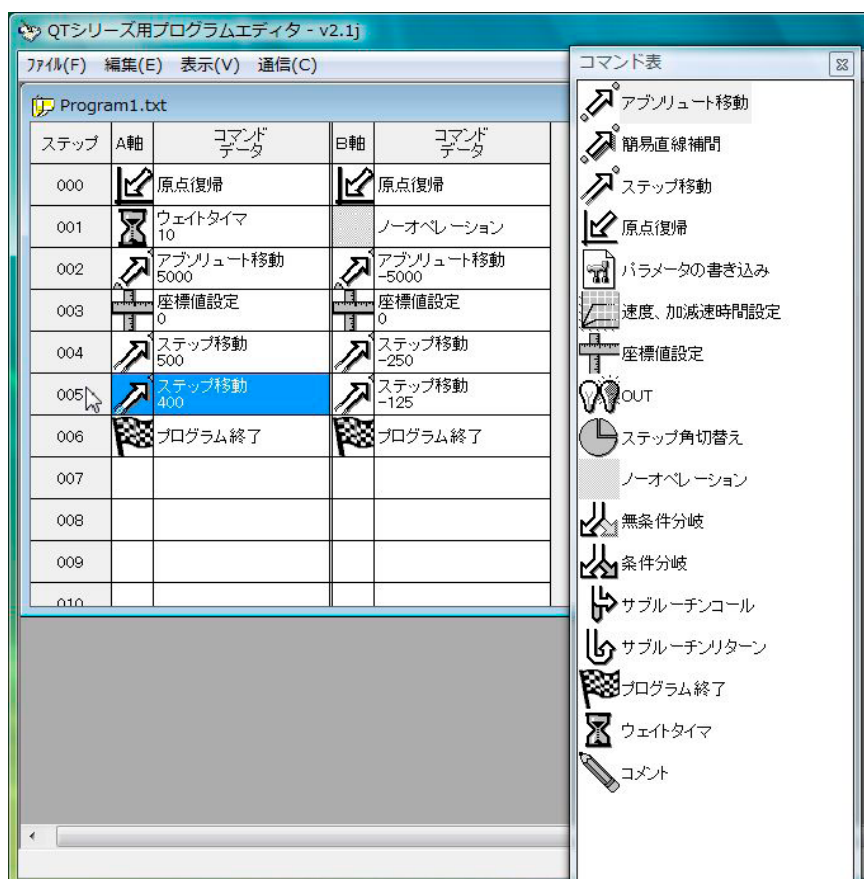 QTシリーズ用プログラムエディタ - v2.1j
ファイル(F) 編集(E) 表示(V) 通信(C)
Program1.txt
ステップ A軸 コマンド データ B軸 コマンド データ
000 原点復帰 原点復帰
001 ウェイトタイマ 10 ノーオペレーション
002 アブソリュート移動 5000 アブソリュート移動 -5000
003 座標値設定 0 座標値設定 0
004 ステップ移動 500 ステップ移動 -250
005 ステップ移動 400 ステップ移動 -125
006 プログラム終了 プログラム終了
007
008
009
010
コマンド表
アブソリュート移動
簡易直線補間
ステップ移動
原点復帰
パラメータの書き込み
速度、加減速時間設定
座標値設定
OUT
ステップ角切替え
ノーオペレーション
無条件分岐
条件分岐
サブルーチンコール
サブルーチンリターン
プログラム終了
ウェイトタイマ
コメント